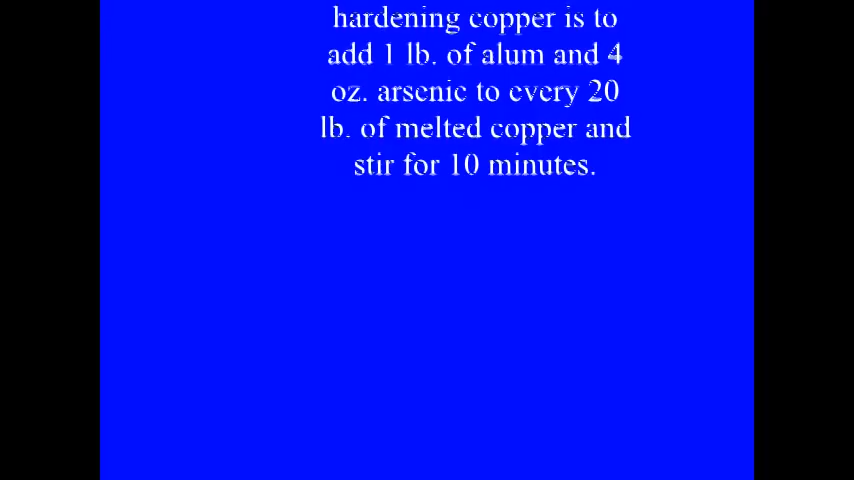 hardening copper is to
add 1 lb. of alum and 4
oz. arsenic to every 20
lb. of melted copper and
stir for 10 minutes.